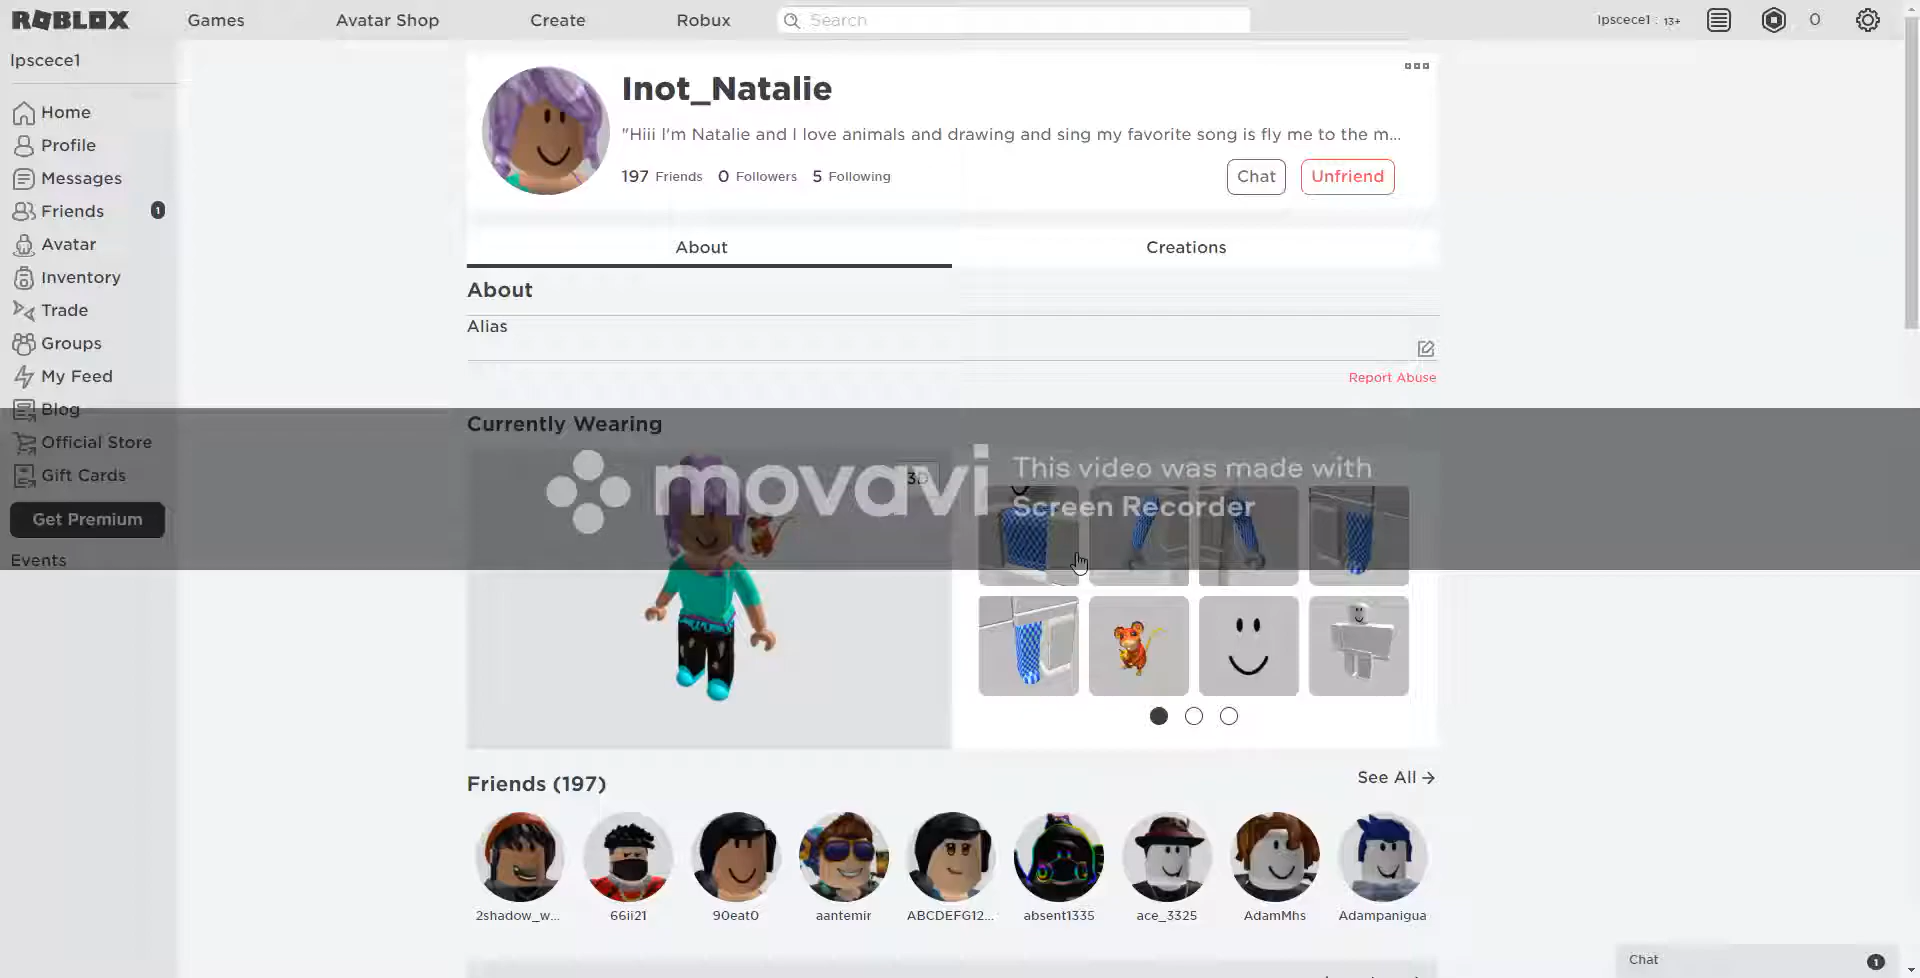 ROBLOX
Games
Avatar Shop
Create
Robux
Search
lpscece1 : 13+
0
lpscece1
Home
Profile
Messages
Friends
1
Avatar
Inventory
Trade
Groups
My Feed
Blog
Official Store
Gift Cards
Get Premium
Events
Inot_Natalie
"Hiii I'm Natalie and I love animals and drawing and sing my favorite song is fly me to the m...
197 Friends 0 Followers 5 Following
Chat
Unfriend
About
Creations
About
Alias
Report Abuse
Currently Wearing
3D
movavi
This video was made with
Screen Recorder
Friends (197)
See All
2shadow_w...
66ii21
90eat0
aantemir
ABCDEFG12...
absent1335
ace_3325
AdamMhs
Adampanigua
Chat
1